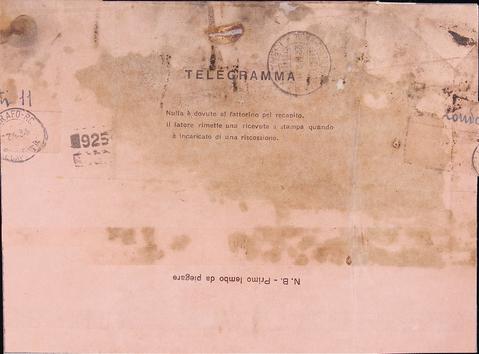 TELEGRAMMA
Nulla è dovuto al fattorino pel recapito.
Il latore rimette una ricevuta a stampa quando
è incaricato di una riscossione.
11
925
N. B. - Primo lembo da piegare